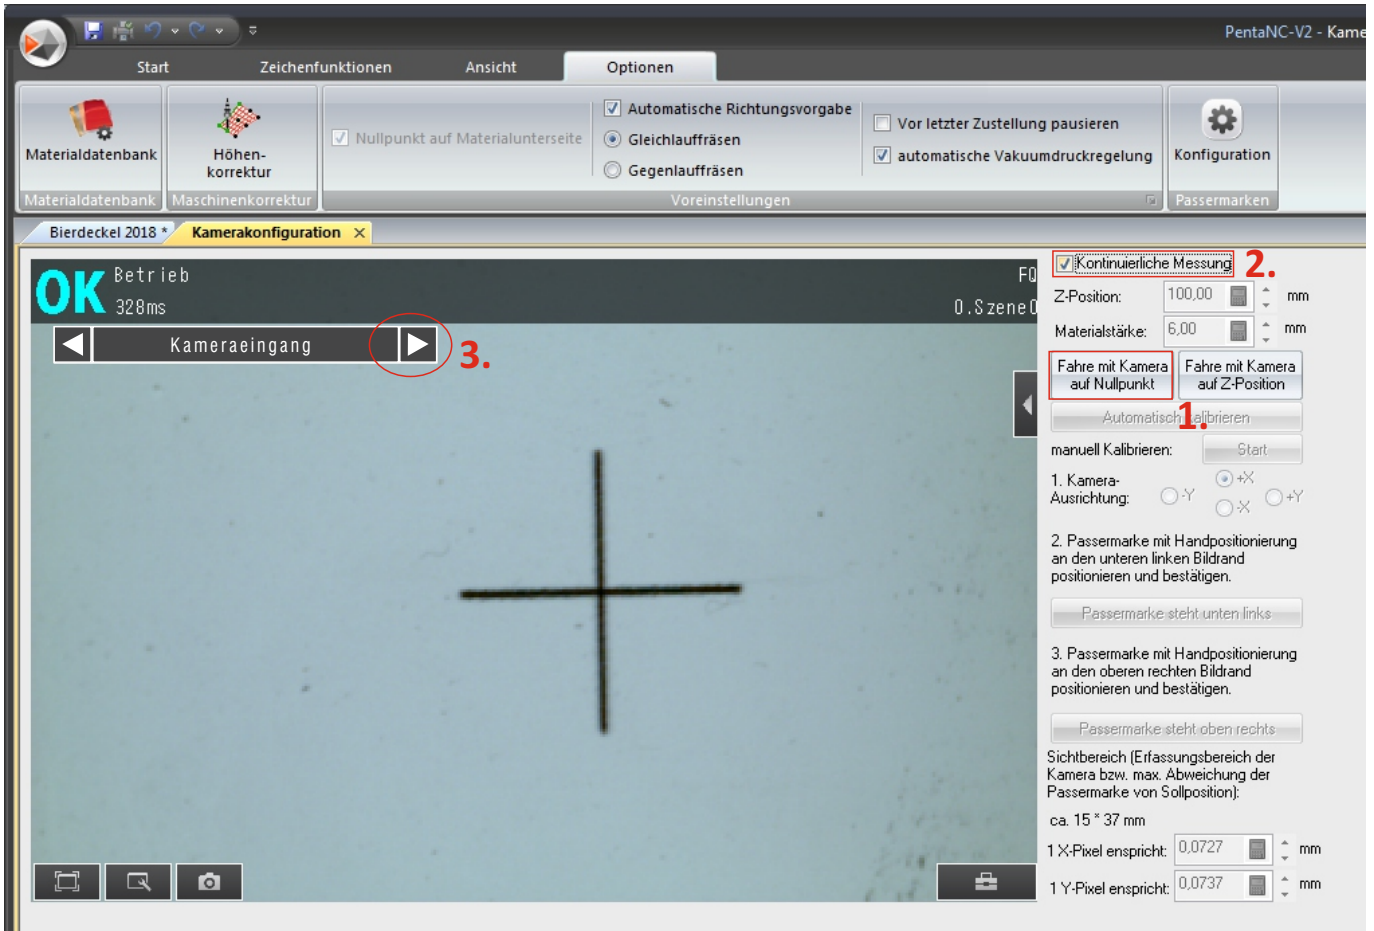 PentaNC-V2 - Kame
Start Zeichenfunktionen Ansicht Optionen
Materialdatenbank
Höhen-
korrektur
Nullpunkt auf Materialunterseite
Automatische Richtungsvorgabe
Gleichlauffräsen
Gegenlauffräsen
Vor letzter Zustellung pausieren
automatische Vakuumdruckregelung
Konfiguration
Materialdatenbank Maschinenkorrektur Voreinstellungen Passermarken
Bierdeckel 2018 * Kamerakonfiguration
OK Betrieb FQ
328ms 0.Szene0
Kameraeingang
3.
Kontinuierliche Messung 2.
Z-Position: 100,00 mm
Materialstärke: 6,00 mm
Fahre mit Kamera
auf Nullpunkt
Fahre mit Kamera
auf Z-Position
1.
Automatisch kalibrieren
manuell Kalibrieren: Start
1. Kamera-
Ausrichtung:
+X
-Y +Y
-X
2. Passermarke mit Handpositionierung
an den unteren linken Bildrand
positionieren und bestätigen.
Passermarke steht unten links
3. Passermarke mit Handpositionierung
an den oberen rechten Bildrand
positionieren und bestätigen.
Passermarke steht oben rechts
Sichtbereich (Erfassungsbereich der
Kamera bzw. max. Abweichung der
Passermarke von Sollposition):
ca. 15 * 37 mm
1 X-Pixel enspricht: 0,0727 mm
1 Y-Pixel enspricht: 0,0737 mm